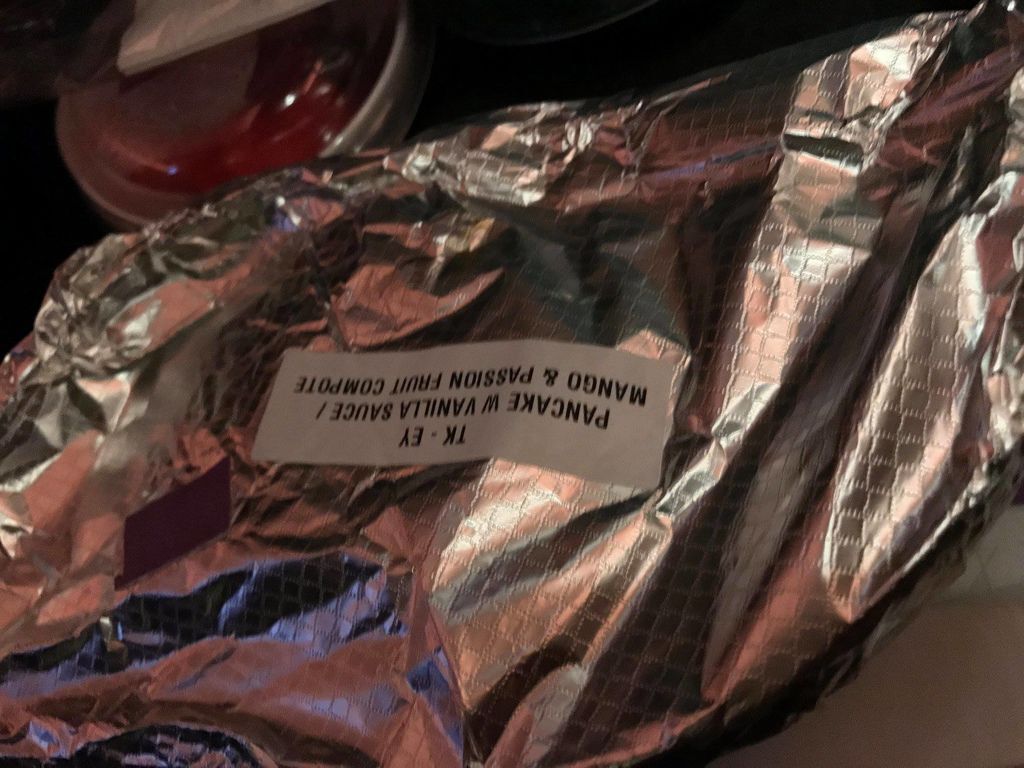 TK - EY
PANCAKE W VANILLA SAUCE /
MANGO & PASSION FRUIT COMPOTE